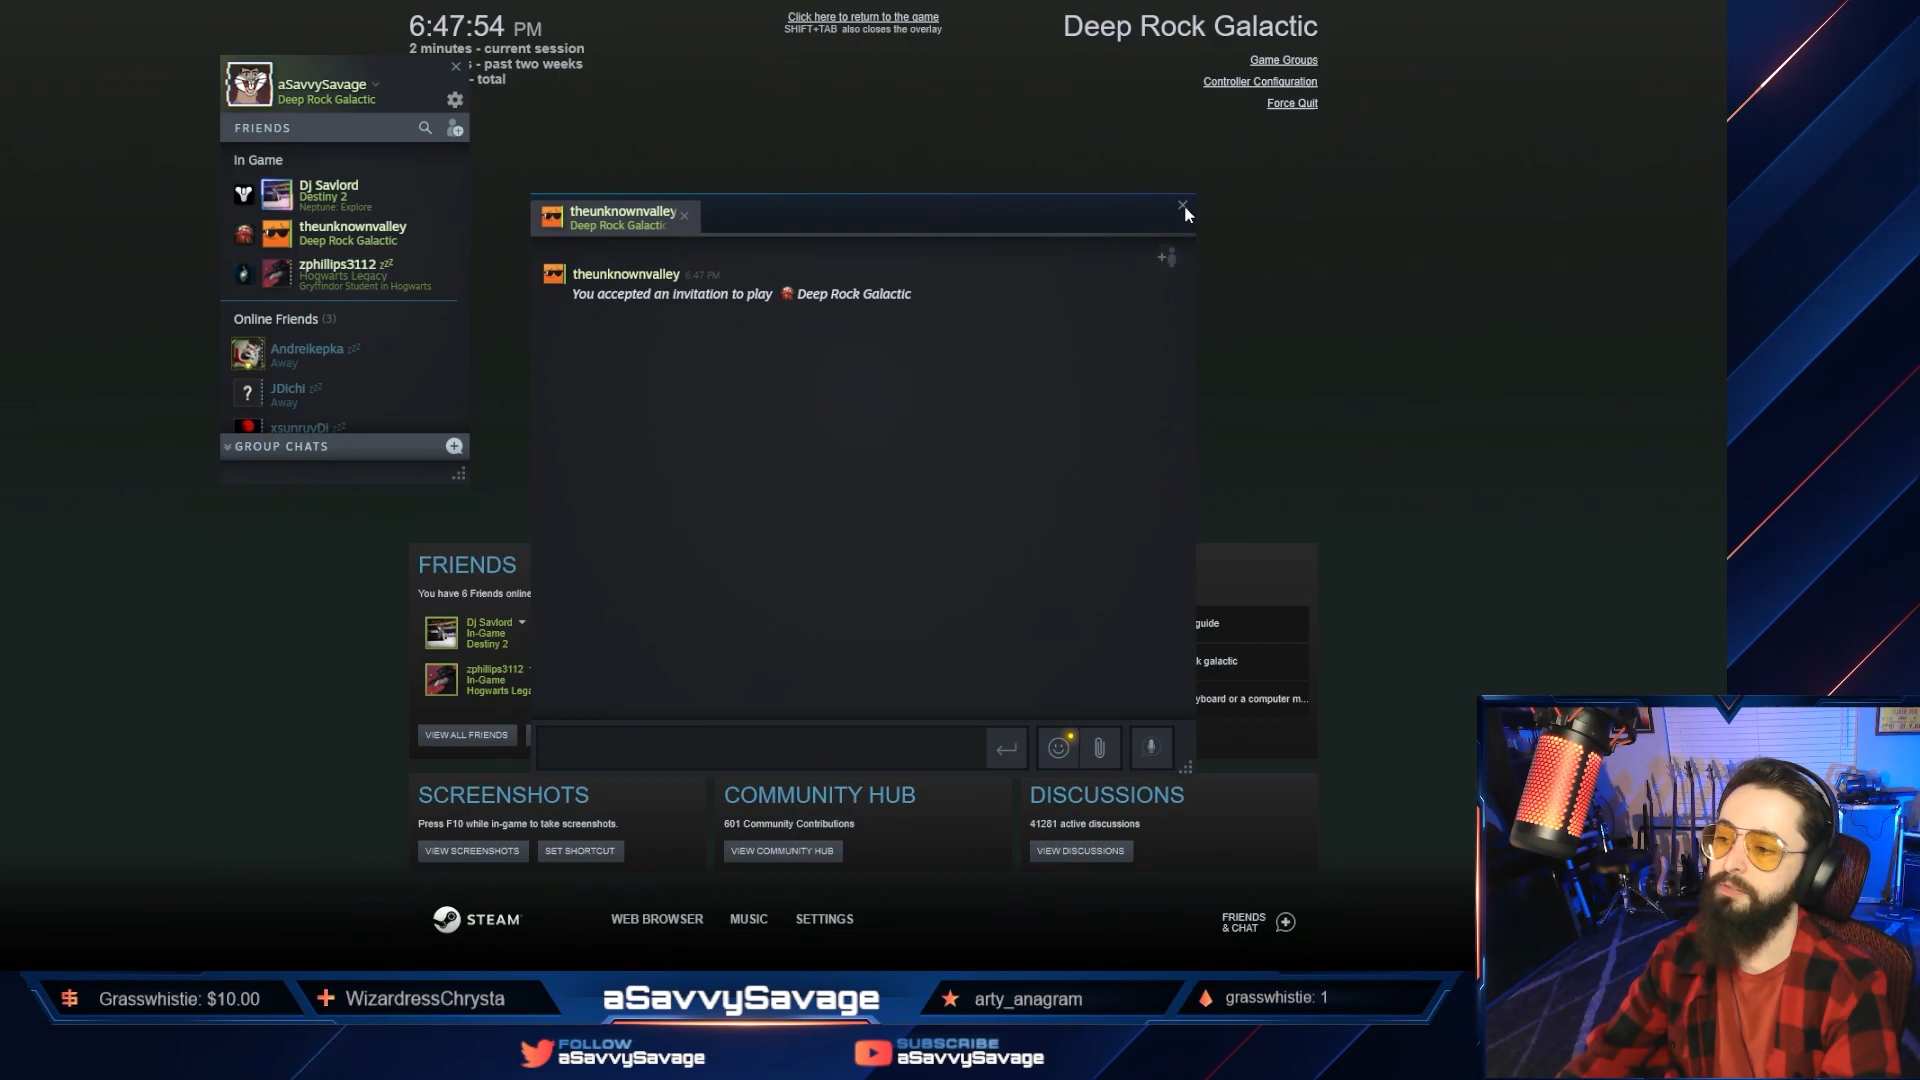 6:47:54 PM
2 minutes - current session
s - past two weeks
- total
Click here to return to the game
SHIFT+TAB also closes the overlay
Deep Rock Galactic
Game Groups
Controller Configuration
Force Quit
aSavvySavage
Deep Rock Galactic
FRIENDS
In Game
Dj Savlord
Destiny 2
Neptune: Explore
theunknownvalley
Deep Rock Galactic
zphillips3112 zzz
Hogwarts Legacy
Gryffindor Student in Hogwarts
Online Friends (3)
Andreikepka zzz
Away
JDichi zzz
Away
GROUP CHATS
theunknownvalley
Deep Rock Galactic
theunknownvalley 6:47 PM
You accepted an invitation to play Deep Rock Galactic
FRIENDS
You have 6 Friends online
Dj Savlord
In-Game
Destiny 2
zphillips3112
In-Game
Hogwarts Lega
VIEW ALL FRIENDS
guide
k galactic
yboard or a computer m...
SCREENSHOTS
Press F10 while in-game to take screenshots.
VIEW SCREENSHOTS
SET SHORTCUT
COMMUNITY HUB
601 Community Contributions
VIEW COMMUNITY HUB
DISCUSSIONS
41281 active discussions
VIEW DISCUSSIONS
STEAM
WEB BROWSER
MUSIC
SETTINGS
FRIENDS
& CHAT
Grasswhistie: $10.00
WizardressChrysta
aSavvySavage
arty_anagram
grasswhistie: 1
FOLLOW
aSavvySavage
SUBSCRIBE
aSavvySavage